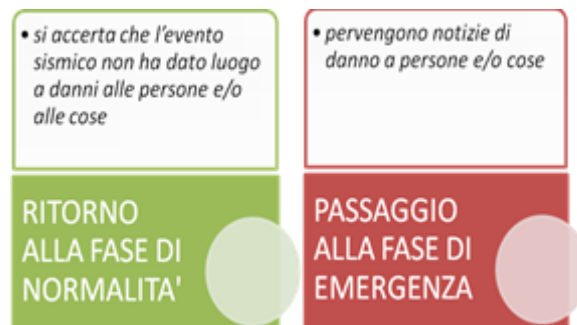 • si accerta che l'evento
sismico non ha dato luogo
a danni alle persone e/o
alle cose
RITORNO
ALLA FASE DI
NORMALITA'
• pervengono notizie di
danno a persone e/o cose
PASSAGGIO
ALLA FASE DI
EMERGENZA